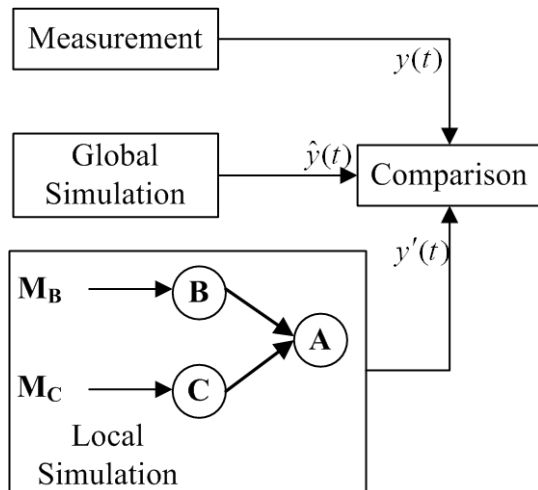 Measurement
y(t)
Global
Simulation
ŷ(t)
Comparison
y′(t)
M_B
B
A
M_C
C
Local
Simulation